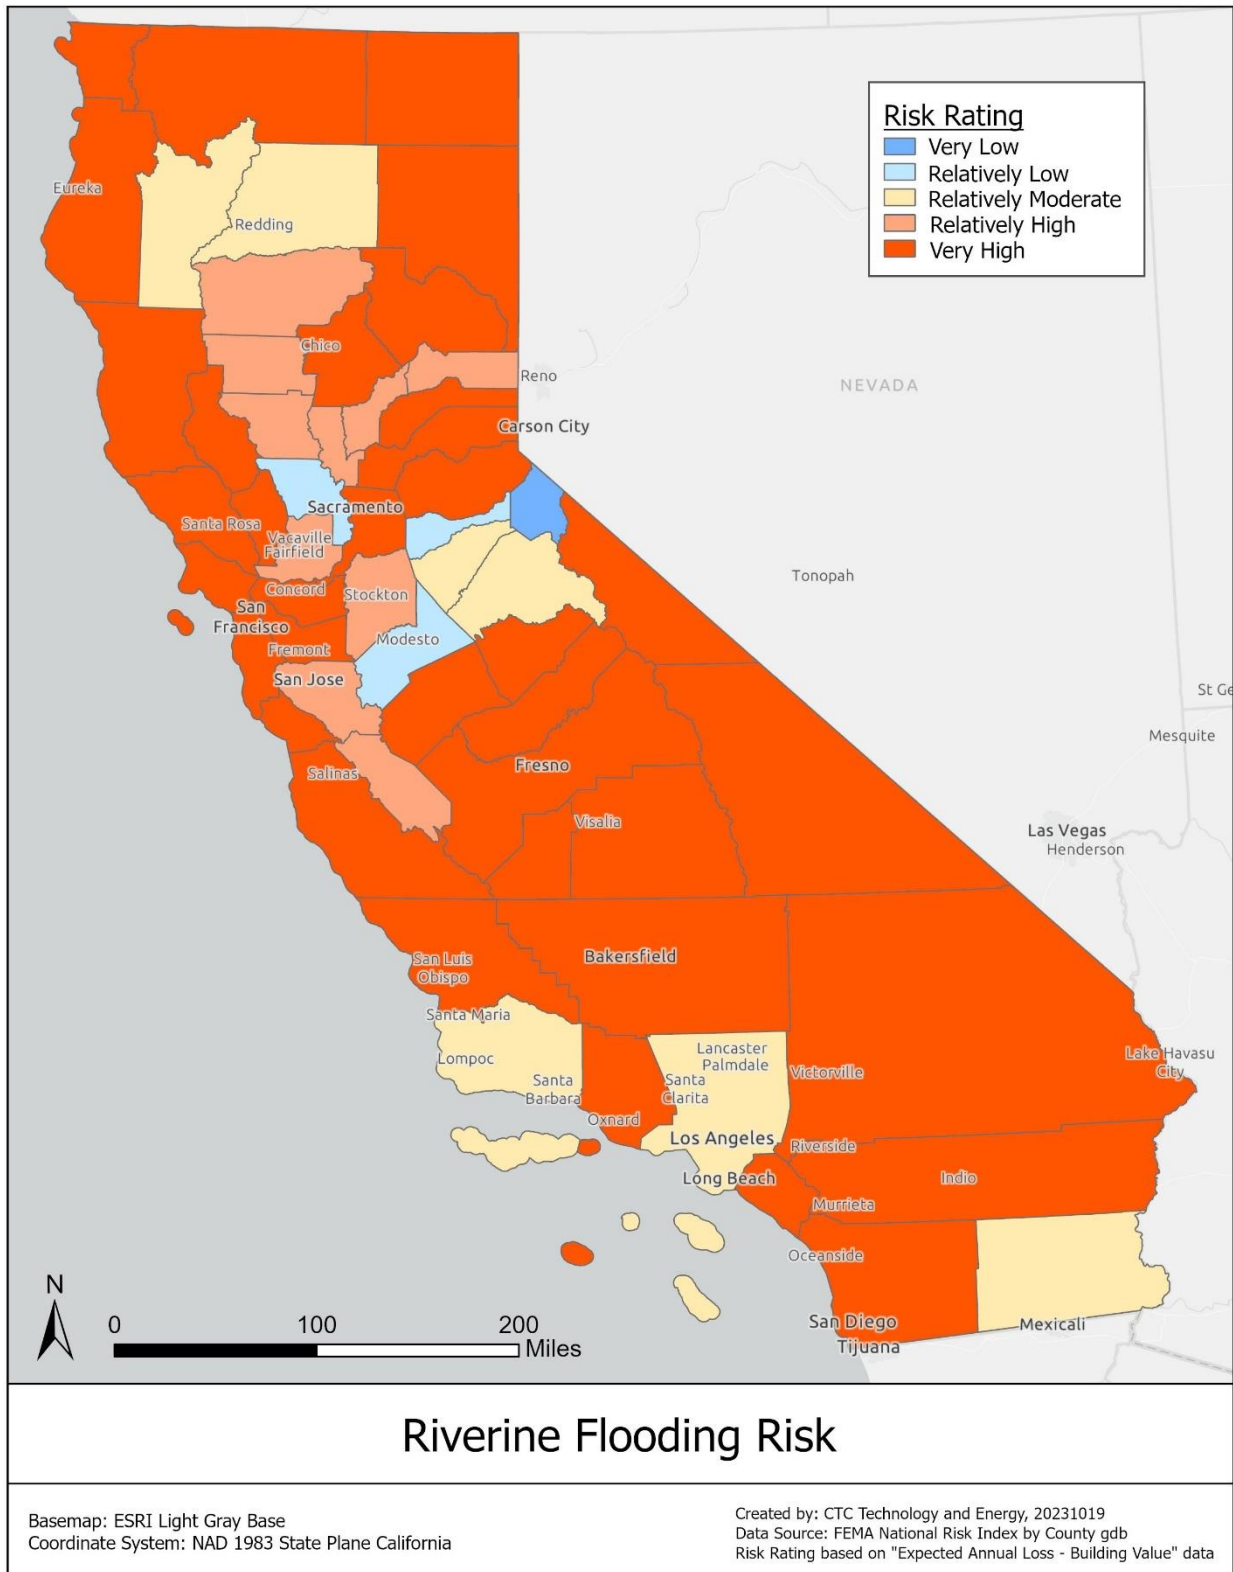 Risk Rating
Very Low
Relatively Low
Relatively Moderate
Relatively High
Very High
Eureka
Redding
Chico
Reno
NEVADA
Carson City
Sacramento
Santa Rosa
Vacaville
Fairfield
Tonopah
Concord
Stockton
San
Francisco
Modesto
Fremont
San Jose
St Ge
Mesquite
Fresno
Salinas
Visalia
Las Vegas
Henderson
Bakersfield
San Luis
Obispo
Santa Maria
Lompoc
Lancaster
Palmdale
Lake Havasu
City
Victorville
Santa
Barbara
Santa
Clarita
Oxnard
Los Angeles
Riverside
Long Beach
Indio
Murrieta
Oceanside
N
0 100 200
Miles
San Diego
Tijuana
Mexicali
Riverine Flooding Risk
Basemap: ESRI Light Gray Base
Coordinate System: NAD 1983 State Plane California
Created by: CTC Technology and Energy, 20231019
Data Source: FEMA National Risk Index by County gdb
Risk Rating based on "Expected Annual Loss - Building Value" data